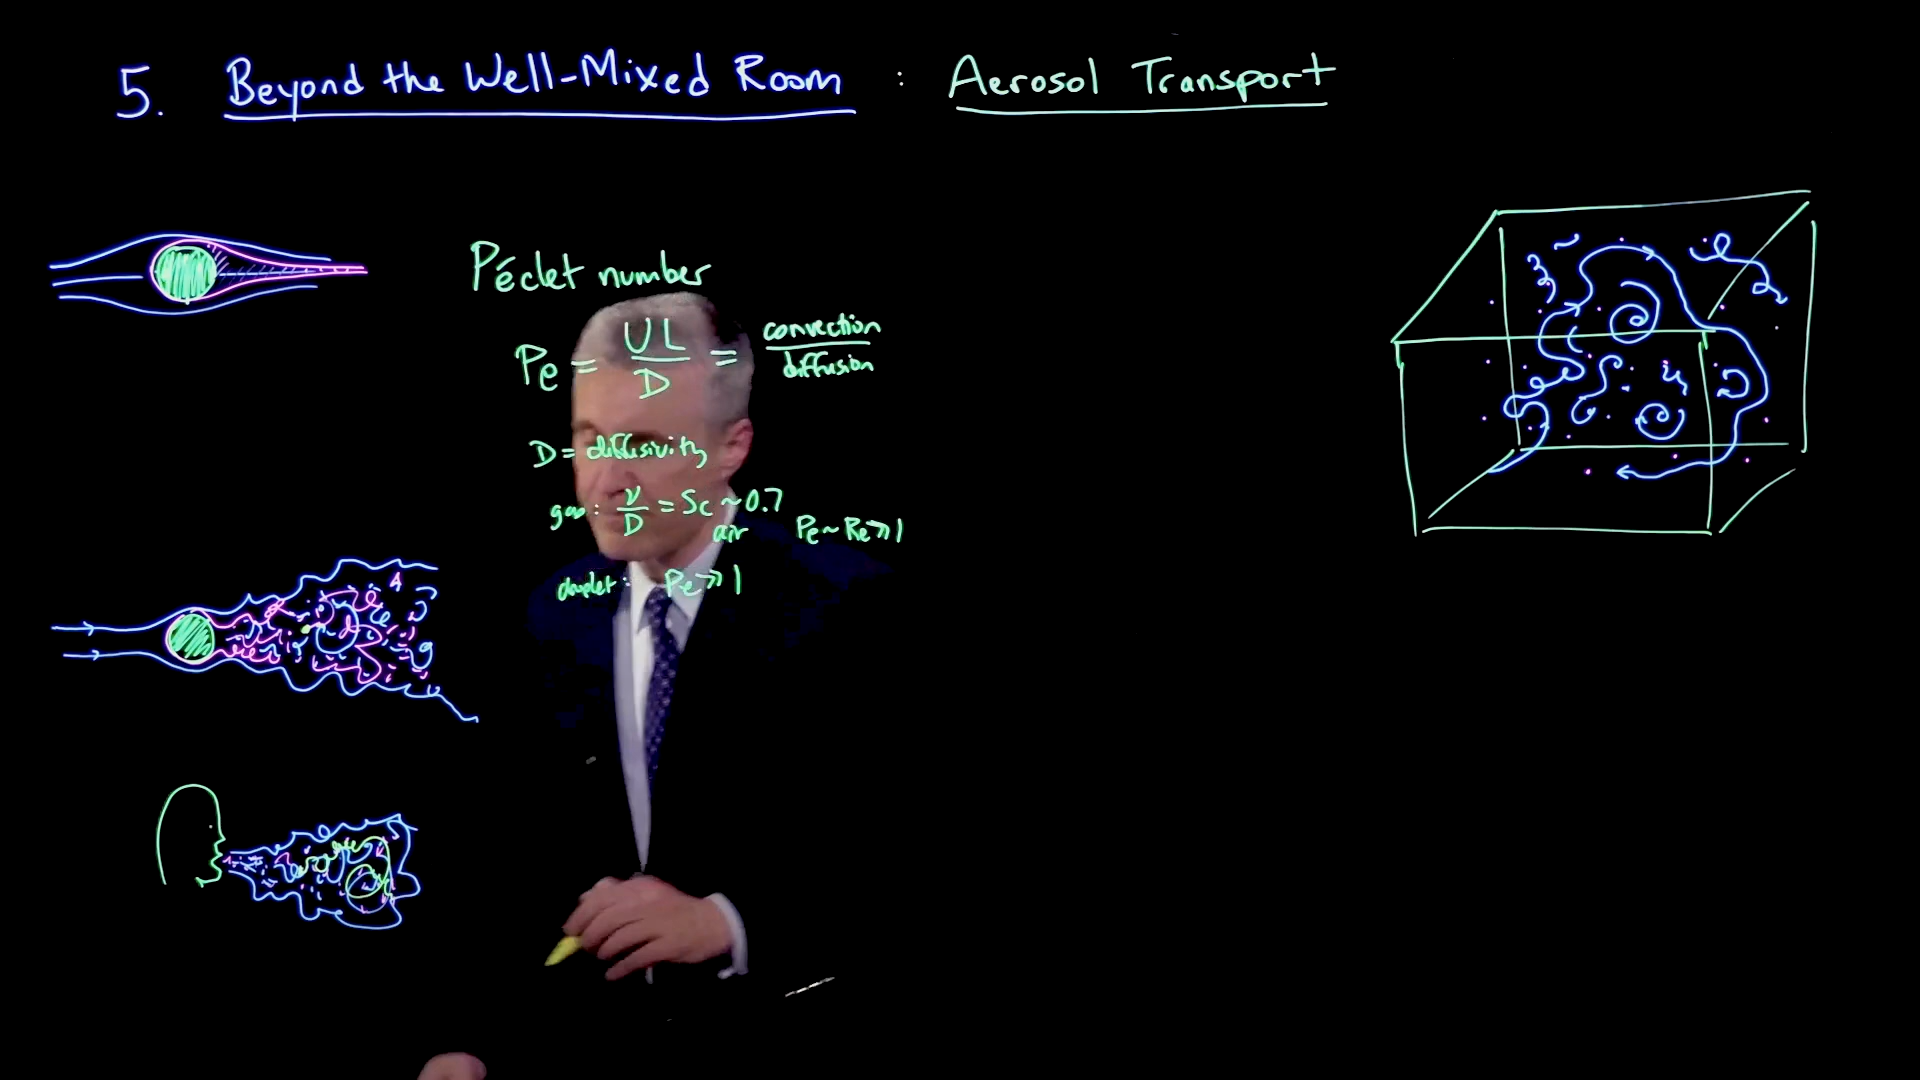 5. Beyond the Well-Mixed Room : Aerosol Transport
Péclet number
Pe = UL/D = convection/diffusion
D = diffusivity
gas: ν/D = Sc ~ 0.7
air Pe ~ Re >> 1
droplet: Pe >> 1